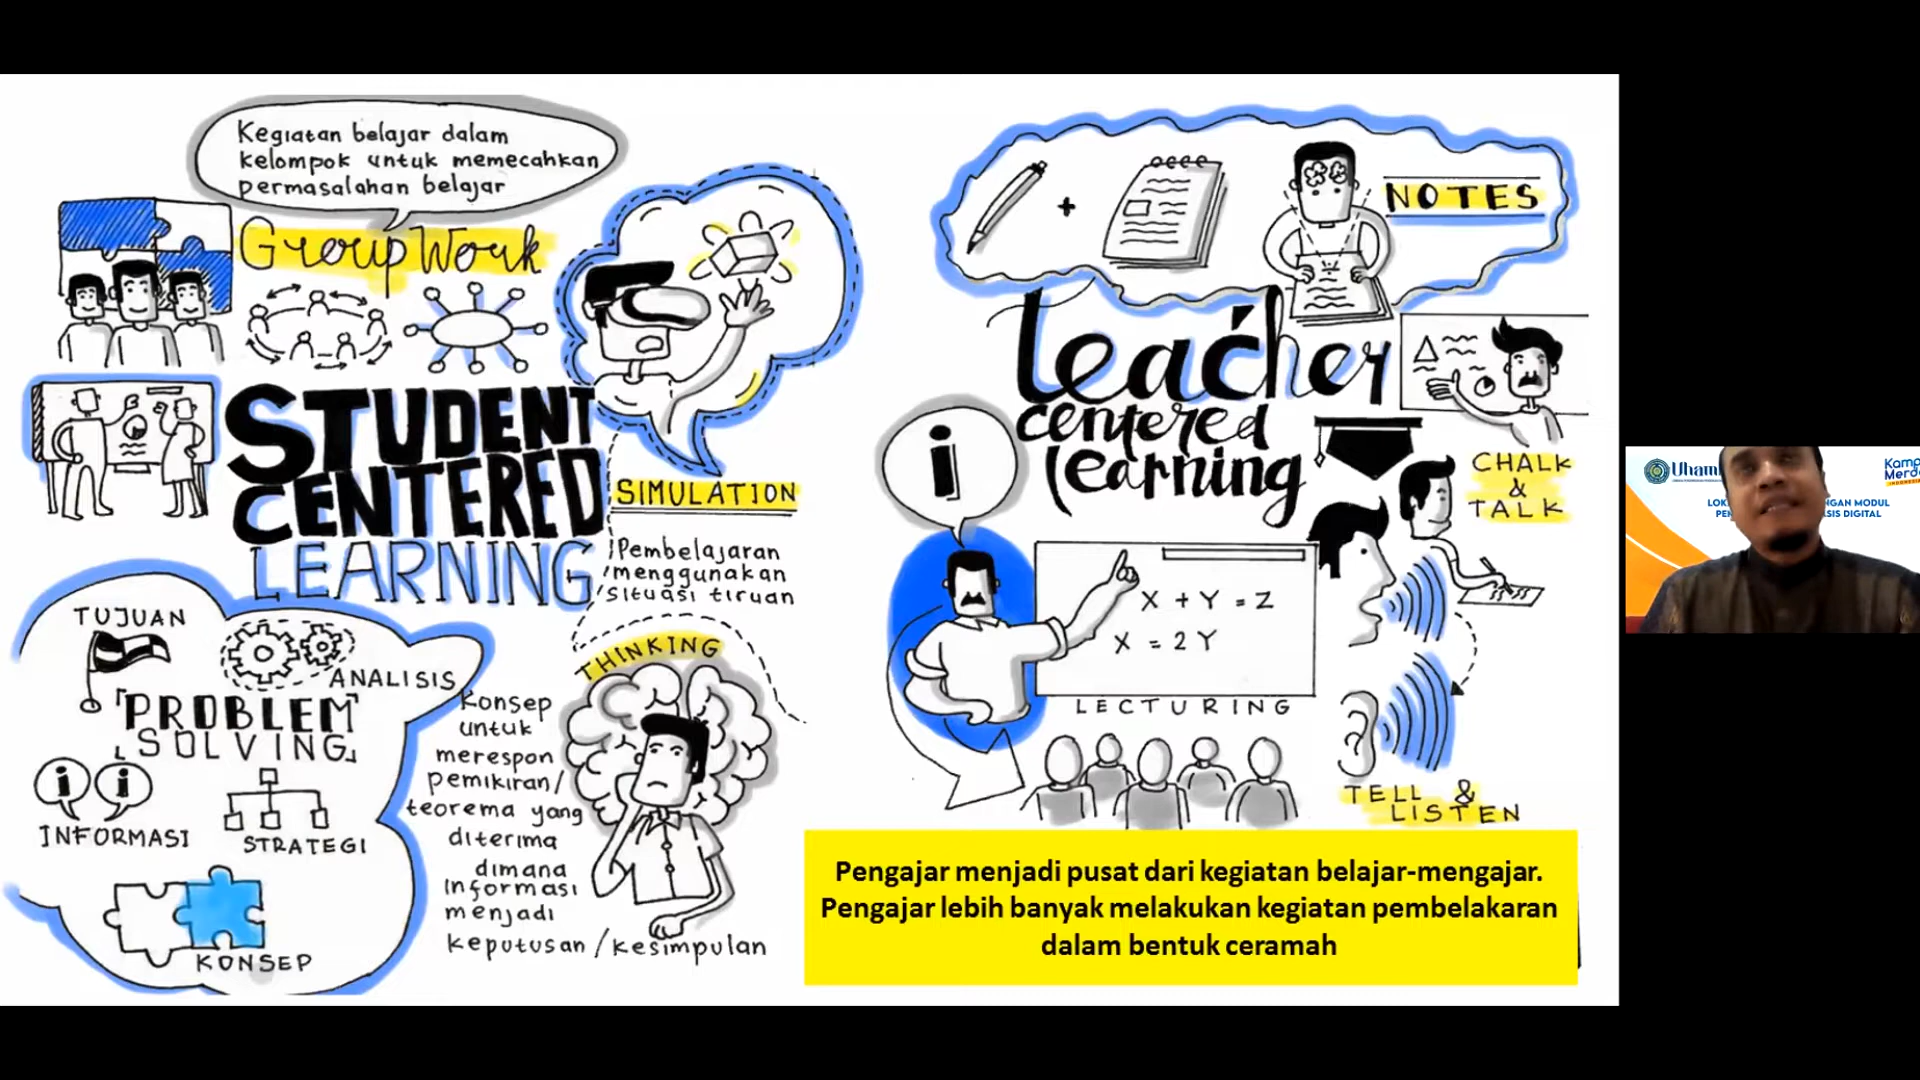 Kegiatan belajar dalam
kelompok untuk memecahkan
permasalahan belajar
Group Work
STUDENT
CENTERED
LEARNING
SIMULATION
Pembelajaran
menggunakan
situasi tiruan
TUJUAN
ANALISIS
PROBLEM
SOLVING
i i
INFORMASI
STRATEGI
KONSEP
THINKING
Konsep
untuk
merespon
pemikiran/
teorema yang
diterima
dimana
informasi
menjadi
keputusan/kesimpulan
+
NOTES
teacher
centered
learning
i
CHALK
&
TALK
X + Y = Z
X = 2Y
LECTURING
TELL &
LISTEN
Pengajar menjadi pusat dari kegiatan belajar-mengajar.
Pengajar lebih banyak melakukan kegiatan pembelakaran
dalam bentuk ceramah
INDONESIA
MODUL
DIGITAL